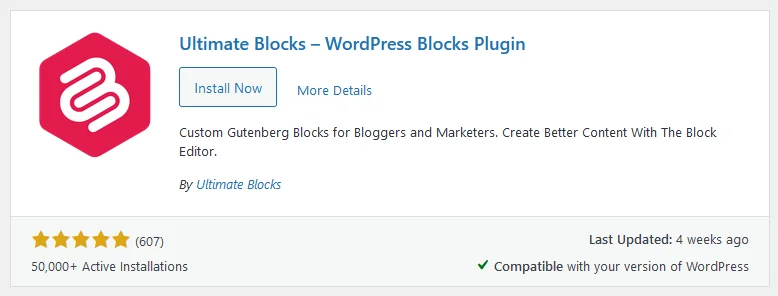 Ultimate Blocks – WordPress Blocks Plugin
Install Now
More Details
Custom Gutenberg Blocks for Bloggers and Marketers. Create Better Content With The Block
Editor.
By Ultimate Blocks
(607)
Last Updated: 4 weeks ago
50,000+ Active Installations
Compatible with your version of WordPress